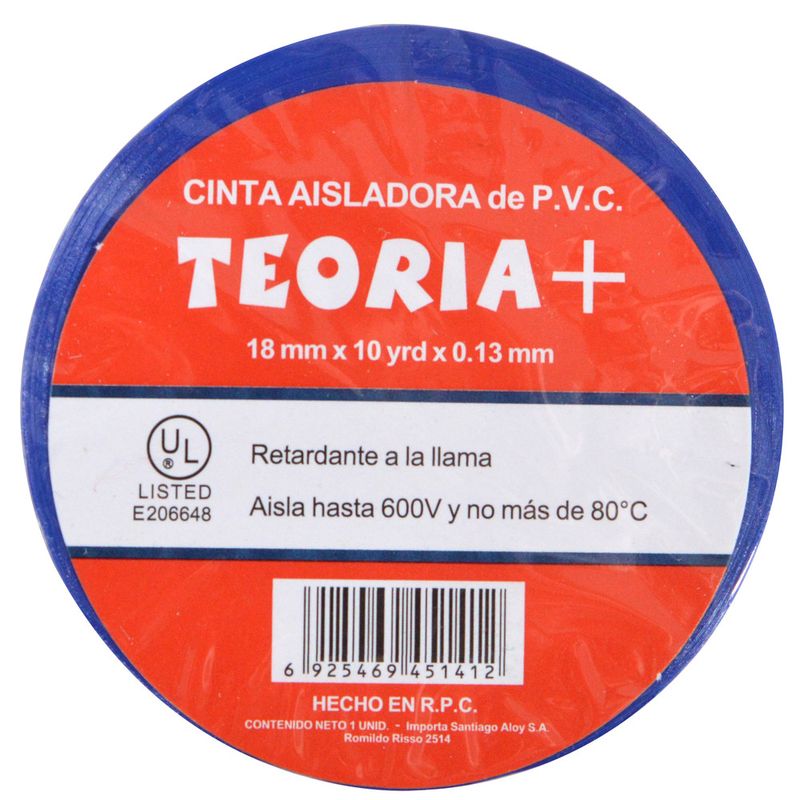 CINTA AISLADORA de P.V.C.
TEORIA+
18 mm x 10 yrd x 0.13 mm
UL
®
LISTED
E206648
Retardante a la llama
Aisla hasta 600V y no más de 80°C
6 925469 451412
HECHO EN R.P.C.
CONTENIDO NETO 1 UNID. - Importa Santiago Aloy S.A.
Romildo Risso 2514